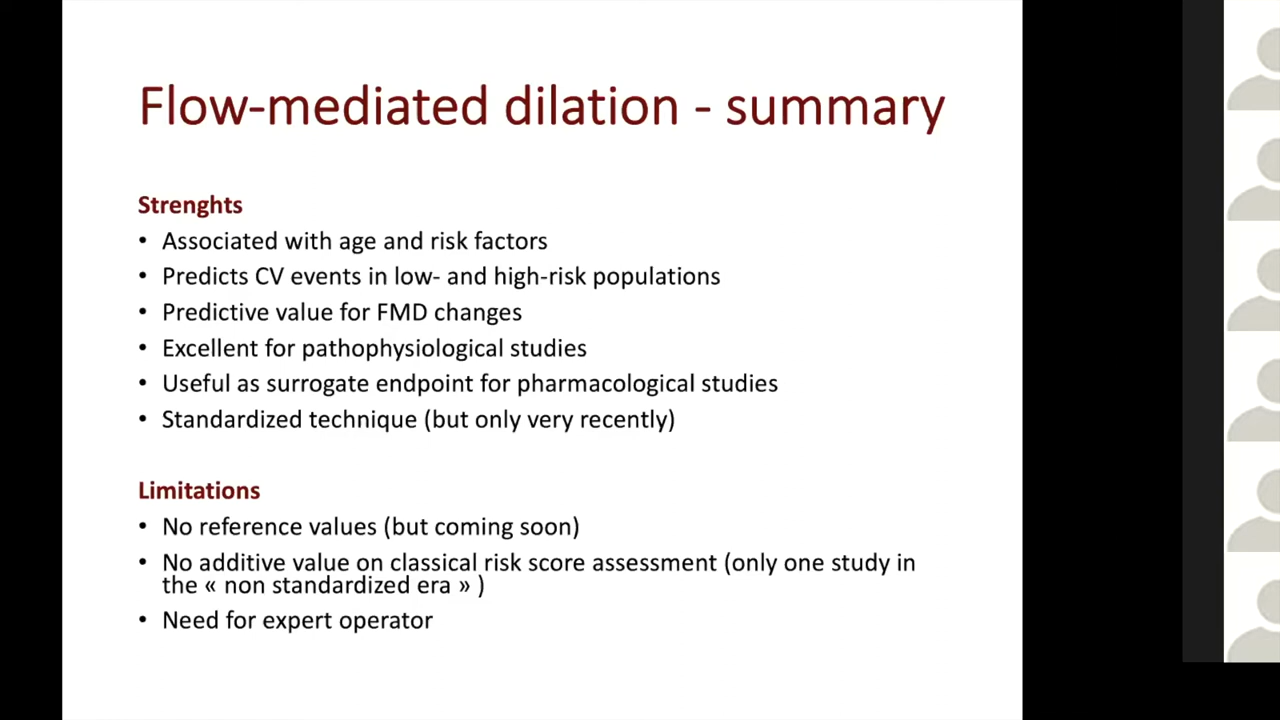 Flow-mediated dilation - summary
Strenghts
• Associated with age and risk factors
• Predicts CV events in low- and high-risk populations
• Predictive value for FMD changes
• Excellent for pathophysiological studies
• Useful as surrogate endpoint for pharmacological studies
• Standardized technique (but only very recently)
Limitations
• No reference values (but coming soon)
• No additive value on classical risk score assessment (only one study in
the « non standardized era » )
• Need for expert operator